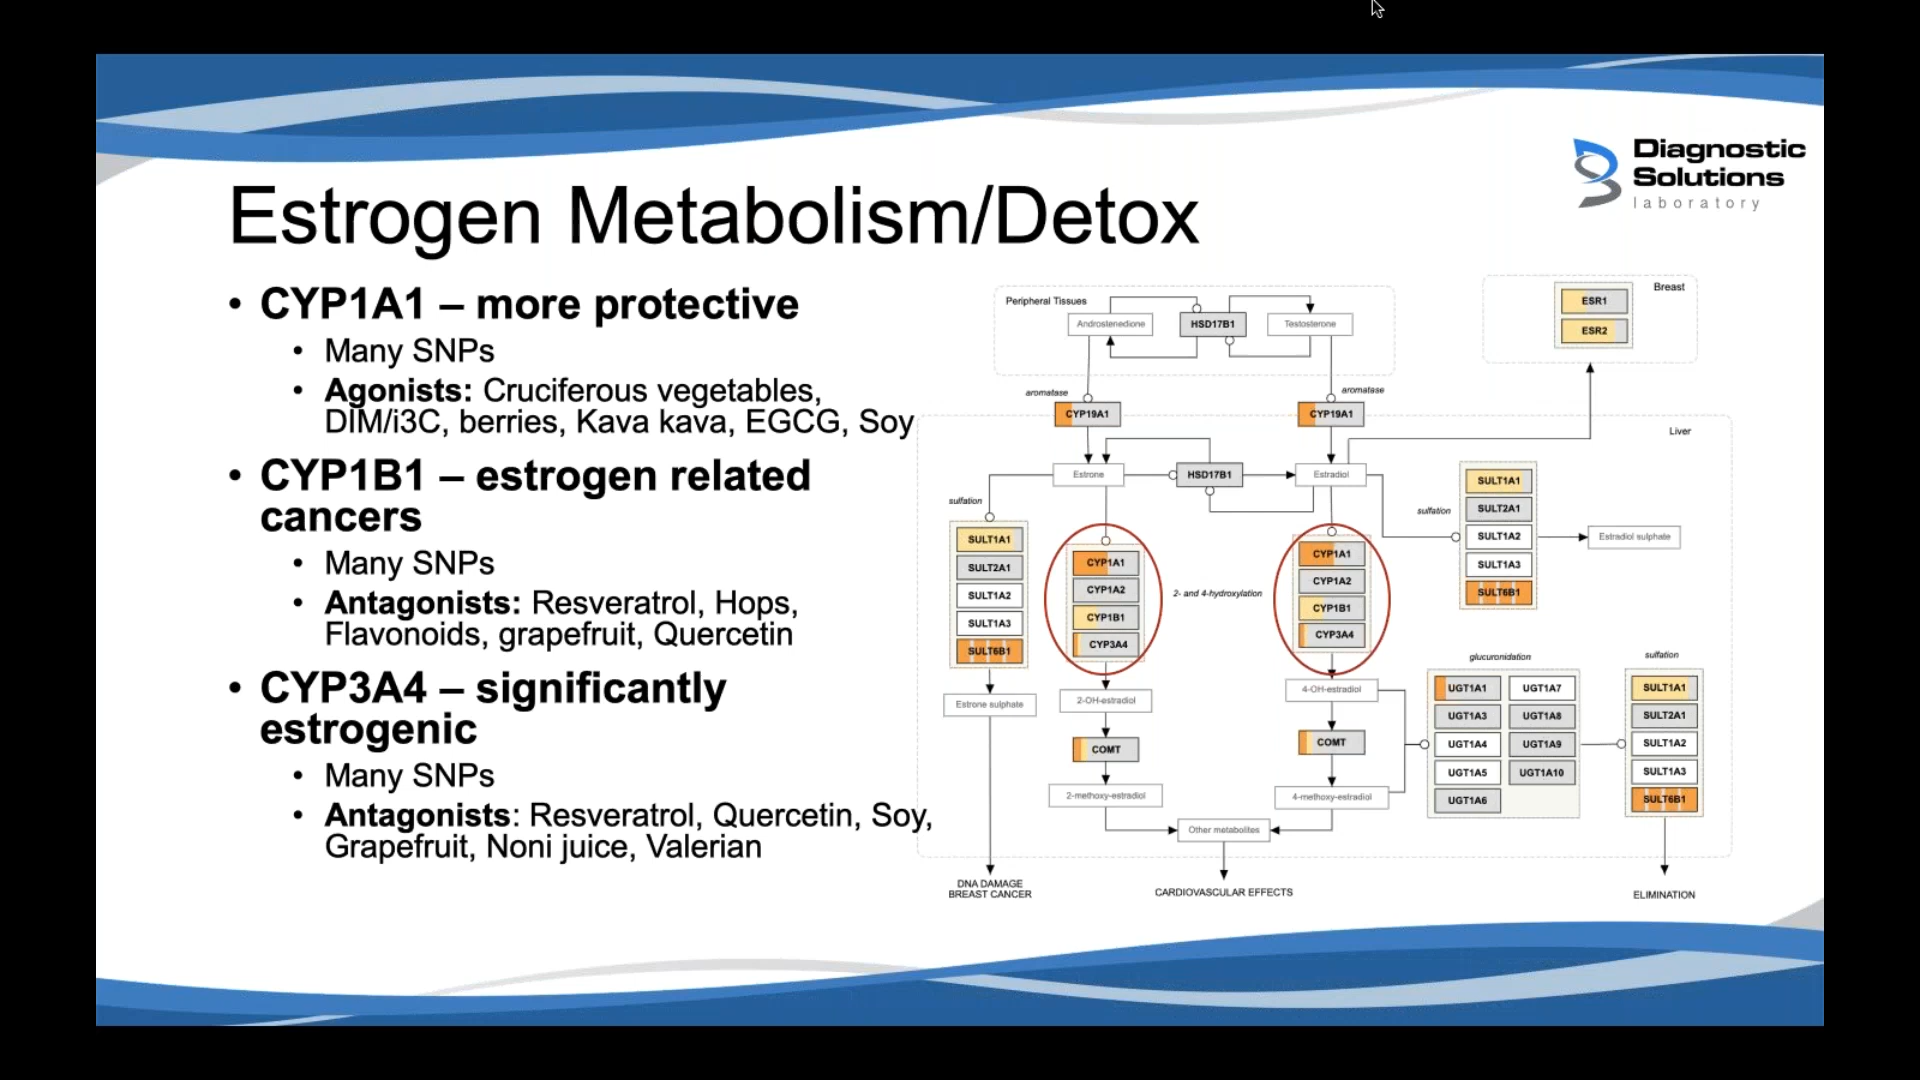 Diagnostic
Solutions
laboratory
Estrogen Metabolism/Detox
• CYP1A1 – more protective
• Many SNPs
• Agonists: Cruciferous vegetables,
DIM/i3C, berries, Kava kava, EGCG, Soy
• CYP1B1 – estrogen related
cancers
• Many SNPs
• Antagonists: Resveratrol, Hops,
Flavonoids, grapefruit, Quercetin
• CYP3A4 – significantly
estrogenic
• Many SNPs
• Antagonists: Resveratrol, Quercetin, Soy,
Grapefruit, Noni juice, Valerian
Peripheral Tissues
Androstenedione
HSD17B1
Testosterone
Breast
ESR1
ESR2
aromatase
aromatase
CYP19A1
CYP19A1
Liver
Estrone
HSD17B1
Estradiol
sulfation
SULT1A1
SULT2A1
SULT1A2
SULT1A3
SULT6B1
Estrone sulphate
CYP1A1
CYP1A2
CYP1B1
CYP3A4
2- and 4-hydroxylation
CYP1A1
CYP1A2
CYP1B1
CYP3A4
sulfation
SULT1A1
SULT2A1
SULT1A2
SULT1A3
SULT6B1
Estradiol sulphate
2-OH-estradiol
COMT
2-methoxy-estradiol
4-OH-estradiol
COMT
4-methoxy-estradiol
Other metabolites
glucuronidation
UGT1A1
UGT1A7
UGT1A3
UGT1A8
UGT1A4
UGT1A9
UGT1A5
UGT1A10
UGT1A6
sulfation
SULT1A1
SULT2A1
SULT1A2
SULT1A3
SULT6B1
DNA DAMAGE
BREAST CANCER
CARDIOVASCULAR EFFECTS
ELIMINATION